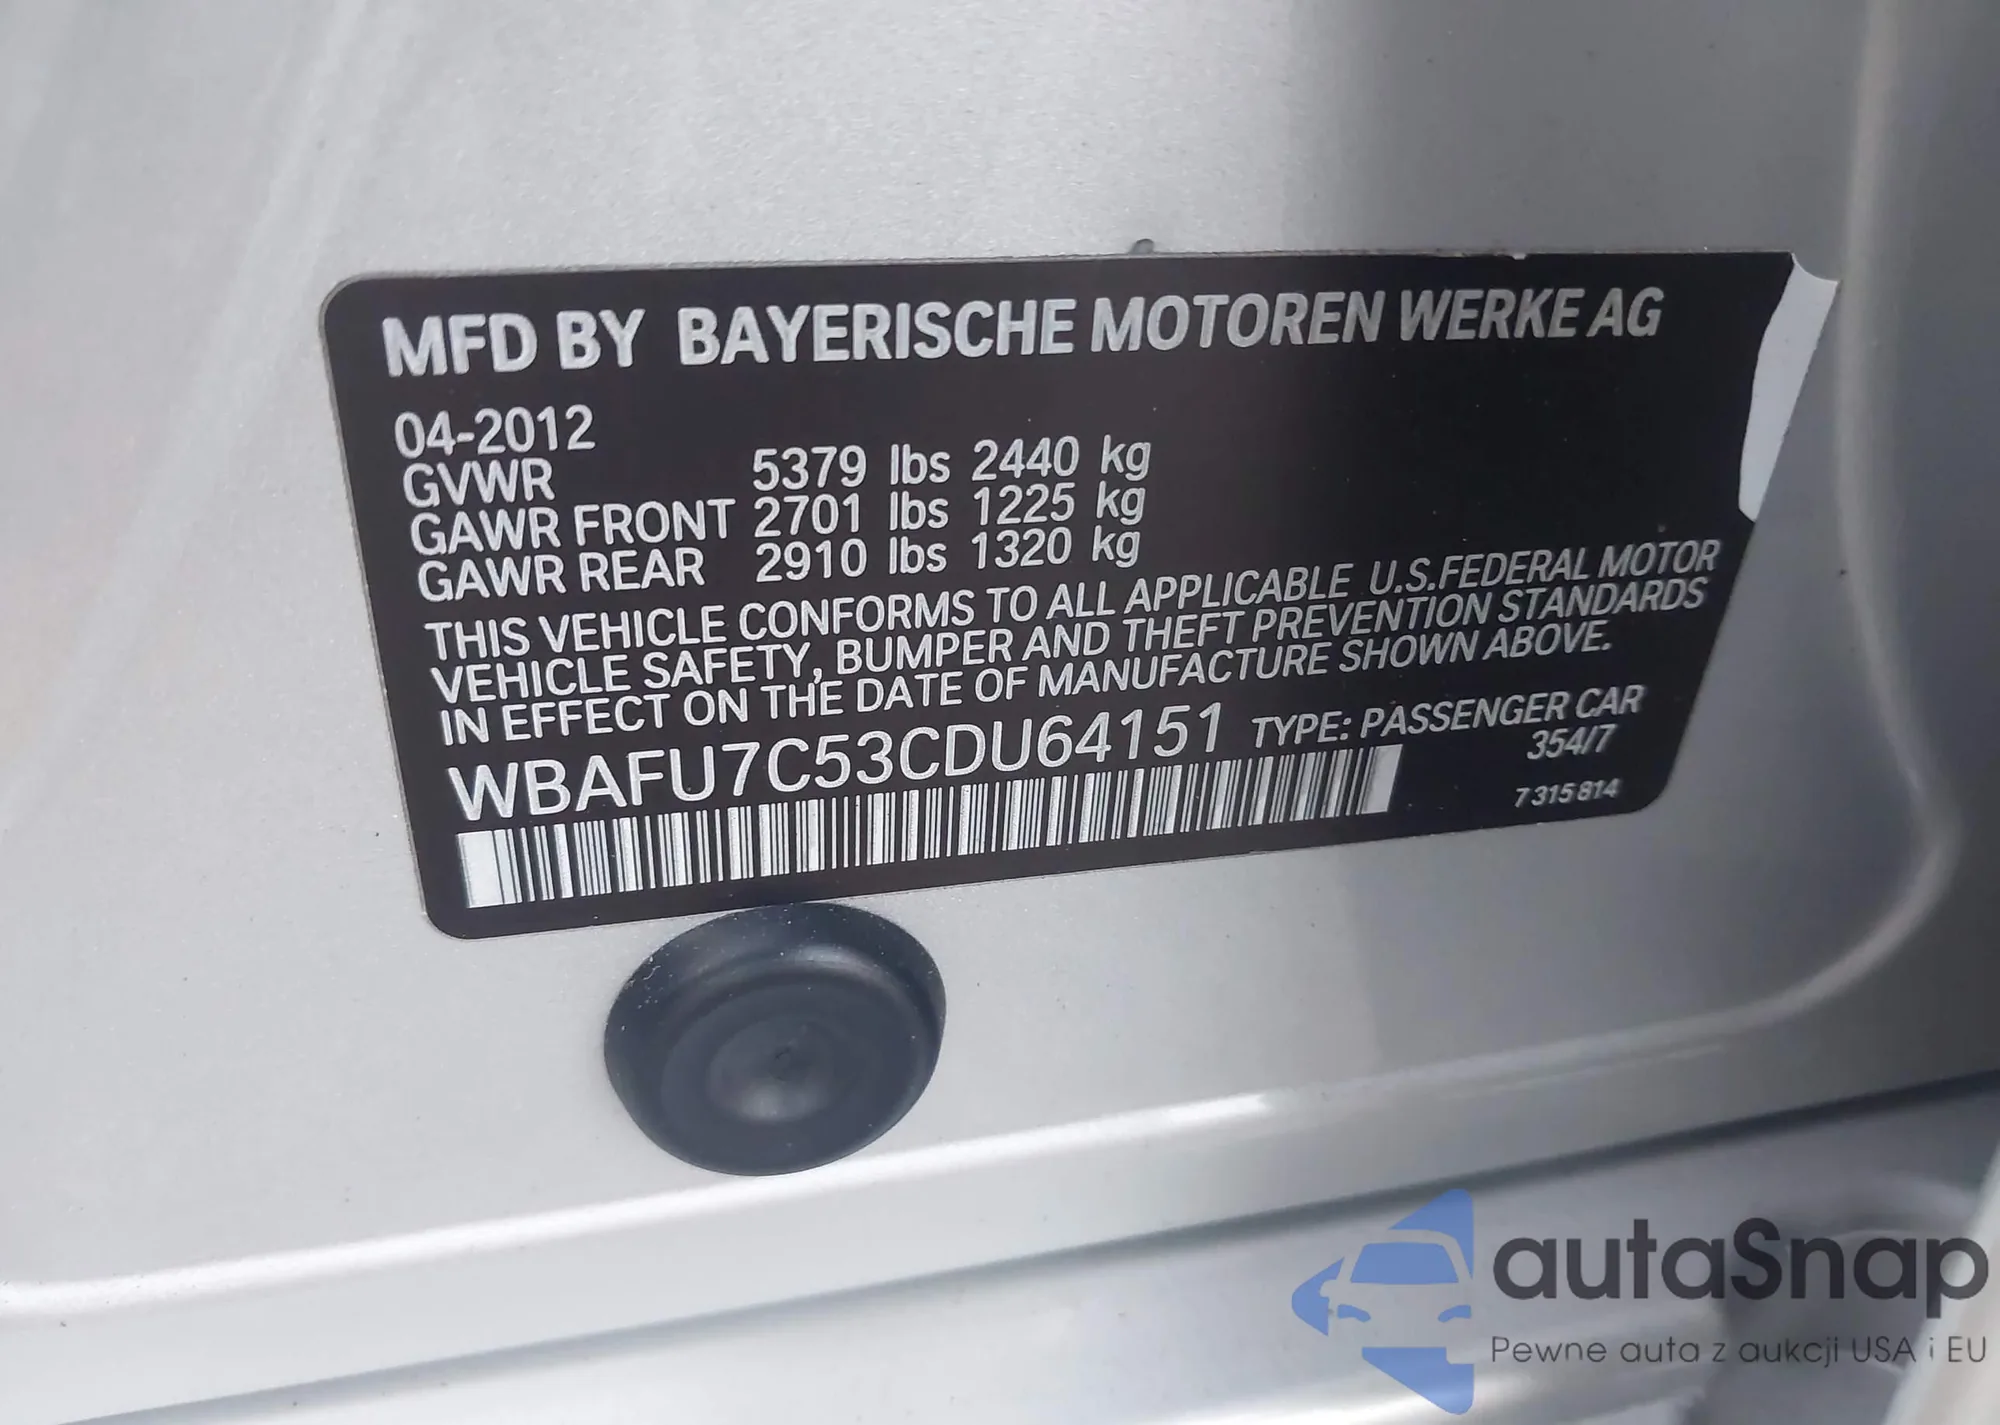 MFD BY BAYERISCHE MOTOREN WERKE AG
04-2012
GVWR 5379 lbs 2440 kg
GAWR FRONT 2701 lbs 1225 kg
GAWR REAR 2910 lbs 1320 kg
THIS VEHICLE CONFORMS TO ALL APPLICABLE U.S.FEDERAL MOTOR
VEHICLE SAFETY, BUMPER AND THEFT PREVENTION STANDARDS
IN EFFECT ON THE DATE OF MANUFACTURE SHOWN ABOVE.
WBAFU7C53CDU64151 TYPE: PASSENGER CAR
354/7
7 315 814
autaSnap
Pewne auta z aukcji USA i EU